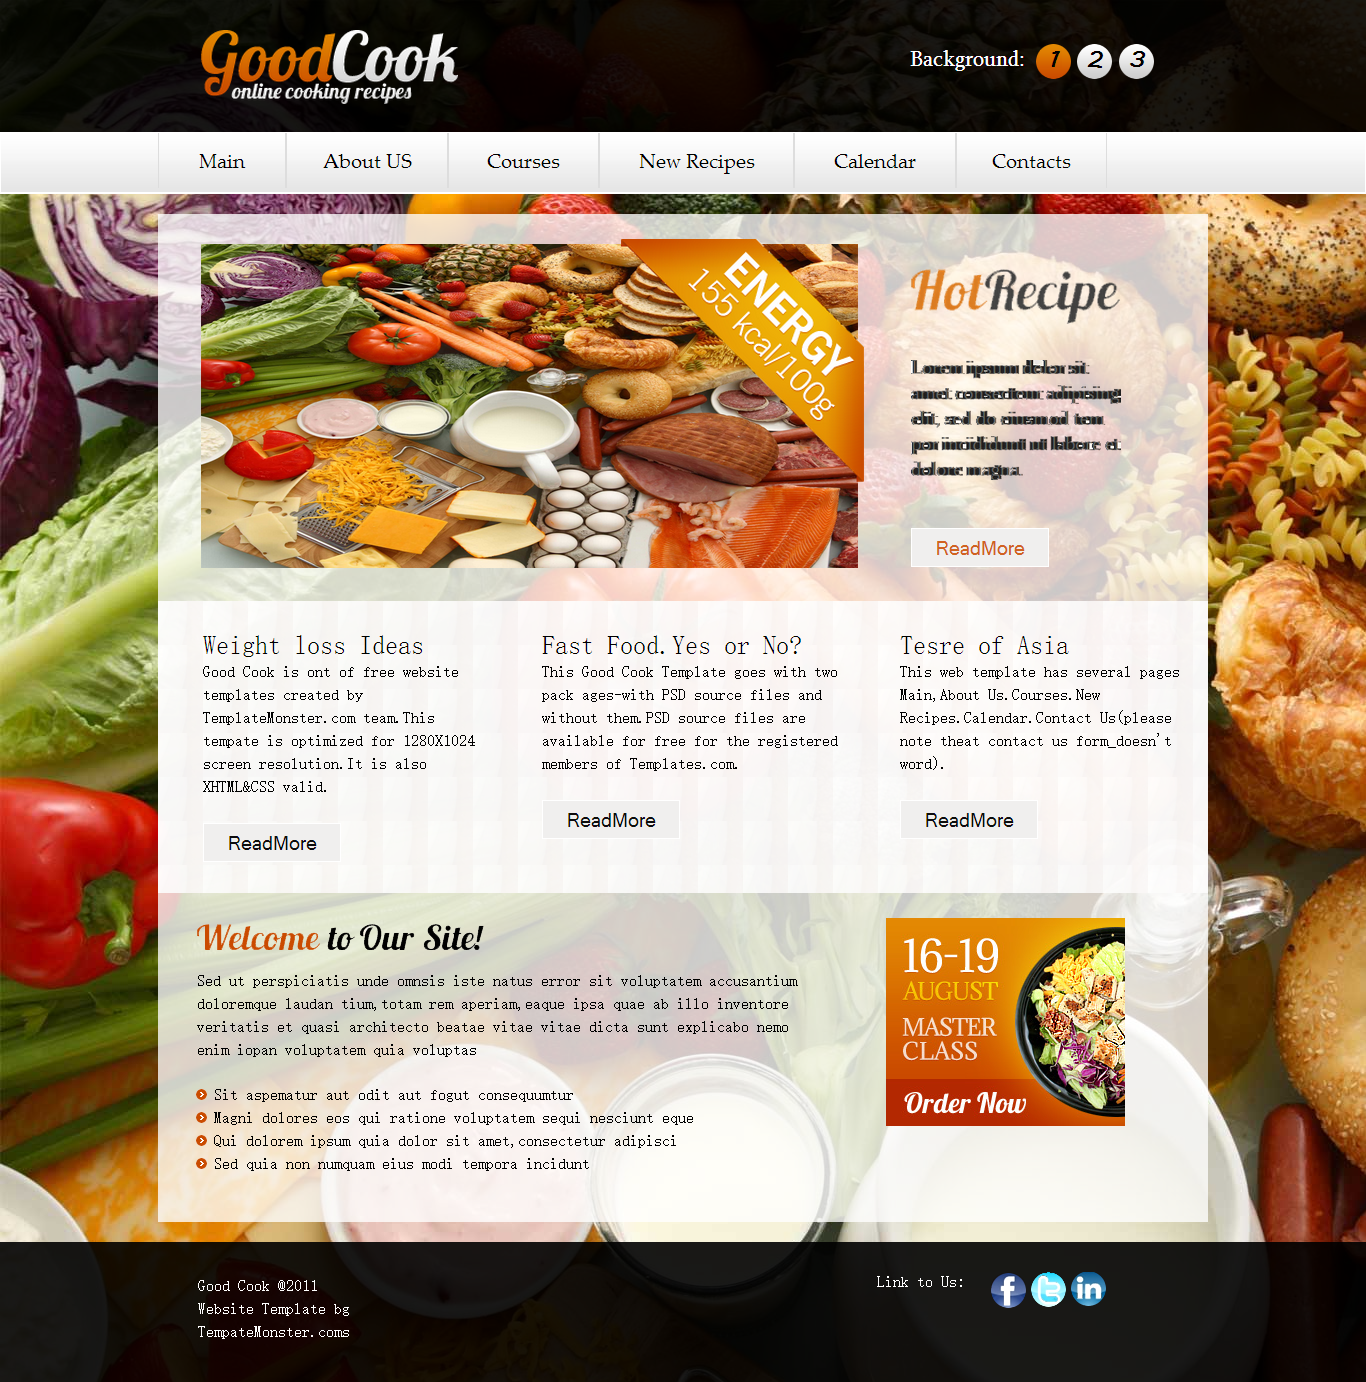 GoodCook
online cooking recipes
Background: 1 2 3
Main About US Courses New Recipes Calendar Contacts
ENERGY
155 kcal/100g
HotRecipe
Lorem ipsum dolor sit
amet consectetur adipising
elit, sed do eiusmod tem
por incididunt ut labore et
dolore magna.
ReadMore
Weight loss Ideas
Good Cook is ont of free website
templates created by
TemplateMonster.com team.This
tempate is optimized for 1280X1024
screen resolution.It is also
XHTML&CSS valid.
ReadMore
Fast Food.Yes or No?
This Good Cook Template goes with two
pack ages-with PSD source files and
without them.PSD source files are
available for free for the registered
members of Templates.com.
ReadMore
Tesre of Asia
This web template has several pages
Main,About Us.Courses.New
Recipes.Calendar.Contact Us(please
note theat contact us form_doesn't
word).
ReadMore
Welcome to Our Site!
Sed ut perspiciatis unde omnsis iste natus error sit voluptatem accusantium
doloremque laudan tium,totam rem aperiam,eaque ipsa quae ab illo inventore
veritatis et quasi architecto beatae vitae vitae dicta sunt explicabo nemo
enim iopan voluptatem quia voluptas
Sit aspematur aut odit aut fogut consequumtur
Magni dolores eos qui ratione voluptatem sequi nesciunt eque
Qui dolorem ipsum quia dolor sit amet,consectetur adipisci
Sed quia non numquam eius modi tempora incidunt
16-19
AUGUST
MASTER
CLASS
Order Now
Good Cook @2011
Website Template bg
TempateMonster.coms
Link to Us: f t in